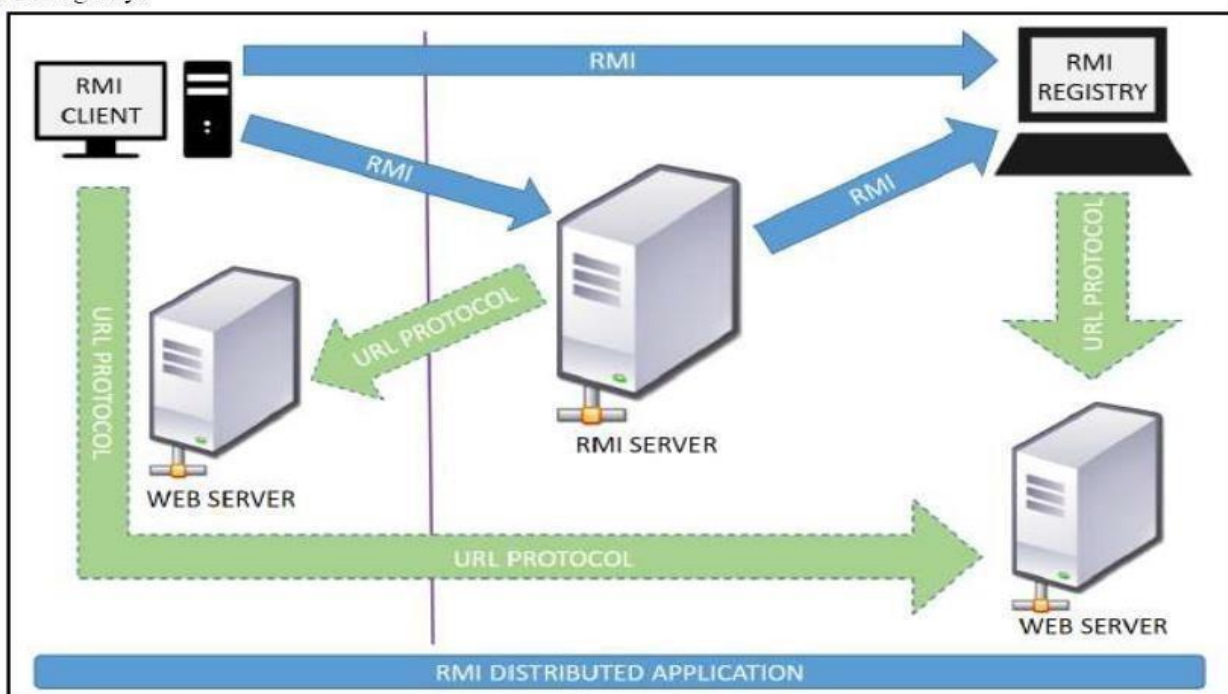 RMI
CLIENT
RMI
RMI
REGISTRY
RMI
RMI
URL PROTOCOL
URL PROTOCOL
URL PROTOCOL
RMI SERVER
WEB SERVER
URL PROTOCOL
WEB SERVER
RMI DISTRIBUTED APPLICATION